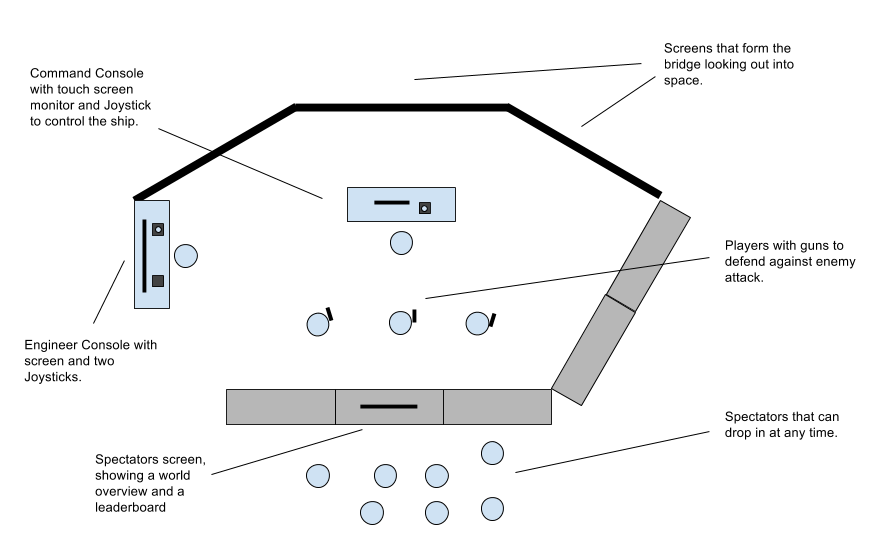 Screens that form the
bridge looking out into
space.
Command Console
with touch screen
monitor and Joystick
to control the ship.
Players with guns to
defend against enemy
attack.
Engineer Console with
screen and two
Joysticks.
Spectators that can
drop in at any time.
Spectators screen,
showing a world
overview and a
leaderboard